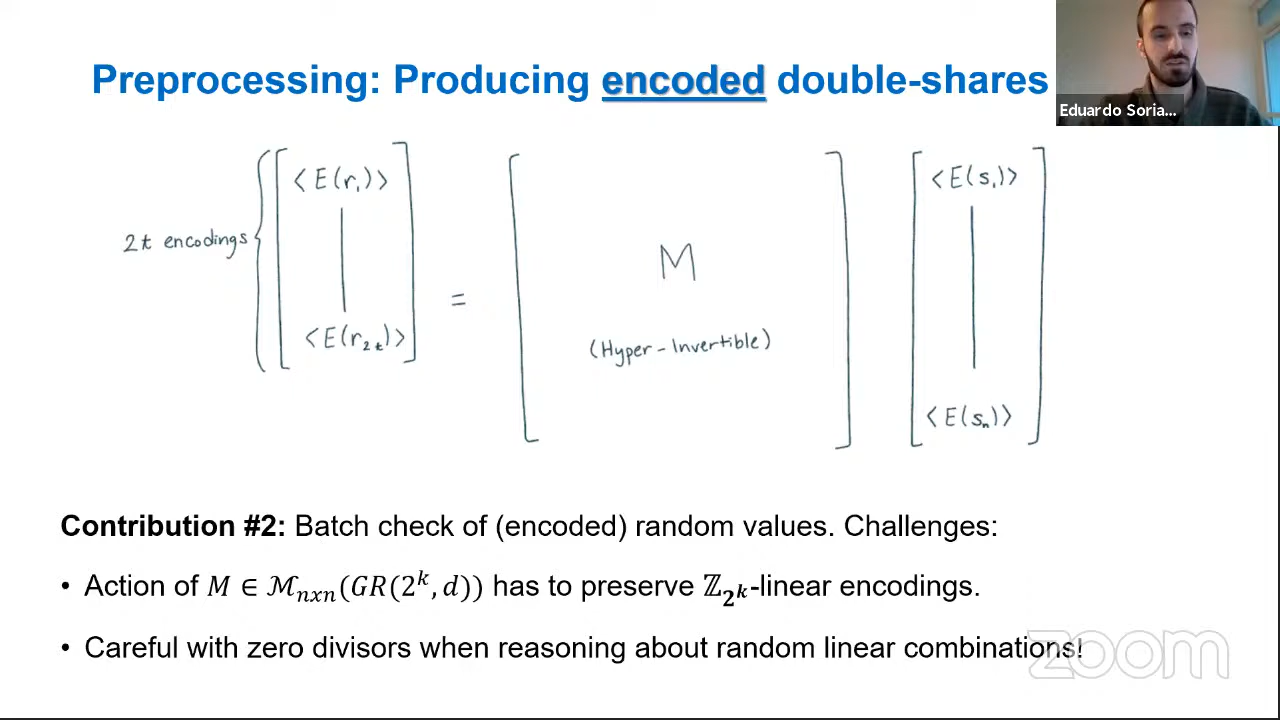 Preprocessing: Producing encoded double-shares
Eduardo Soria...
2t encodings
<E(r₁)>
<E(r₂ₜ)>
=
M
(Hyper-Invertible)
<E(s₁)>
<E(sₙ)>
Contribution #2: Batch check of (encoded) random values. Challenges:
• Action of M ∈ ℳₙₓₙ(GR(2ᵏ, d)) has to preserve ℤ₂ᵏ-linear encodings.
• Careful with zero divisors when reasoning about random linear combinations!
zoom